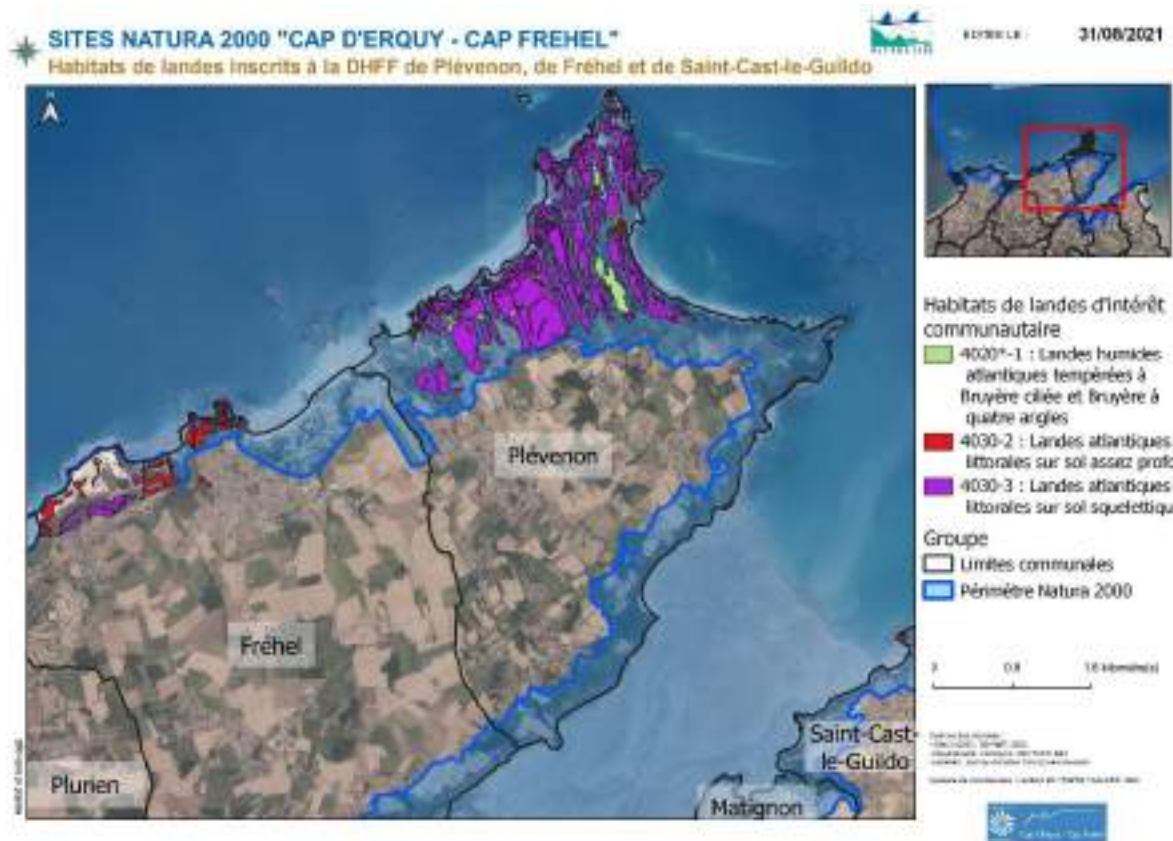 SITES NATURA 2000 "CAP D'ERQUY - CAP FREHEL"
Habitats de landes inscrits à la DHFF de Plévenon, de Fréhel et de Saint-Cast-le-Guildo
31/08/2021
N
Plévenon
Fréhel
Plurien
Saint-Cast-
le-Guildo
Matignon
Habitats de landes d'intérêt
communautaire
4020*-1 : Landes humides
atlantiques tempérées à
Bruyère ciliée et Bruyère à
quatre angles
4030-2 : Landes atlantiques
littorales sur sol assez profo
4030-3 : Landes atlantiques
littorales sur sol squelettiqu
Groupe
Limites communales
Périmètre Natura 2000
0.8
1.6 kilomètre(s)